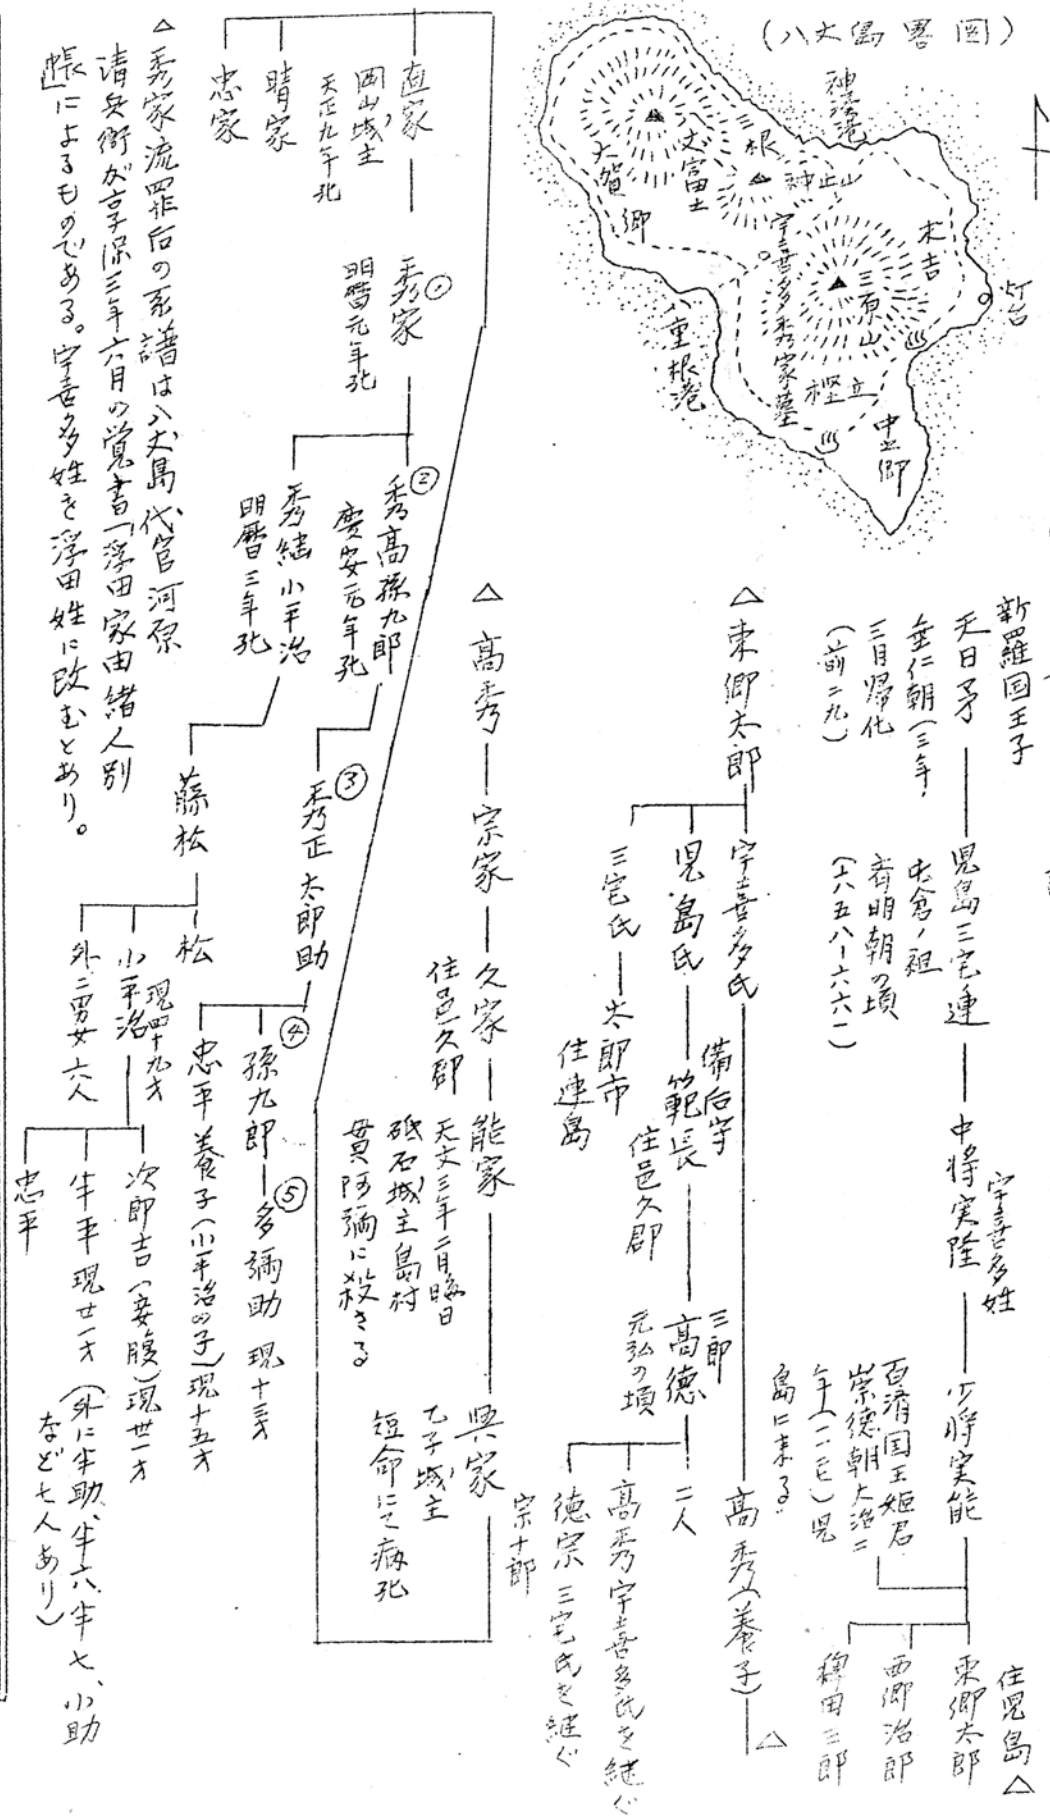 (八丈島畧図)
神湊港
三根
八丈富士
大賀郷
神止山
末吉
灯台
三原山
宇喜多秀家墓
八重根港
樫立
中之郷
新羅国王子
天日矛
垂仁朝(三年、
三月帰化
(前二九)
児島三宅連
屯倉ノ祖
斉明朝の頃
(六五八ー六六一)
宇喜多姓
中将実隆
少将実能
百済国王姫君
崇徳朝大治二
年(一一二七)児
島に来る
住児島 △
東郷太郎
西郷治郎
稗田三郎
△ 東郷太郎
宇喜多氏
高秀(養子) △
児島氏
備后守
範長
住邑久郡
三郎
高徳
元弘の頃
二人
高秀 宇喜多氏を継ぐ
徳宗 三宅氏を継ぐ
宗十郎
三宅氏
太郎市
住連島
△ 高秀
宗家
久家
住邑久郡
能家
天文三年二月晦日
砥石城主島村
貫阿弥に殺さる
興家
乙子城主
短命にて病死
直家
岡山城主
天正九年死
晴家
忠家
① 秀家
明暦元年死
② 秀高孫九郎
慶安元年死
秀継小平治
明暦三年死
③ 秀正太郎助
④ 孫九郎
⑤ 多彌助 現十三才
忠平 養子(小平治の子)現十五才
藤松
松
小平治
現四十九才
外二男女六人
次郎吉(妾腹)現廿一才
半平 現廿一才 (外に半助、半六、半七、小助
など七人あり)
忠平
△ 秀家流罪后の系譜は八丈島代官河原
清兵衛が享保三年六月の覚書「浮田家由緒人別
帳」によるものである。宇喜多姓を浮田姓に改むとあり。